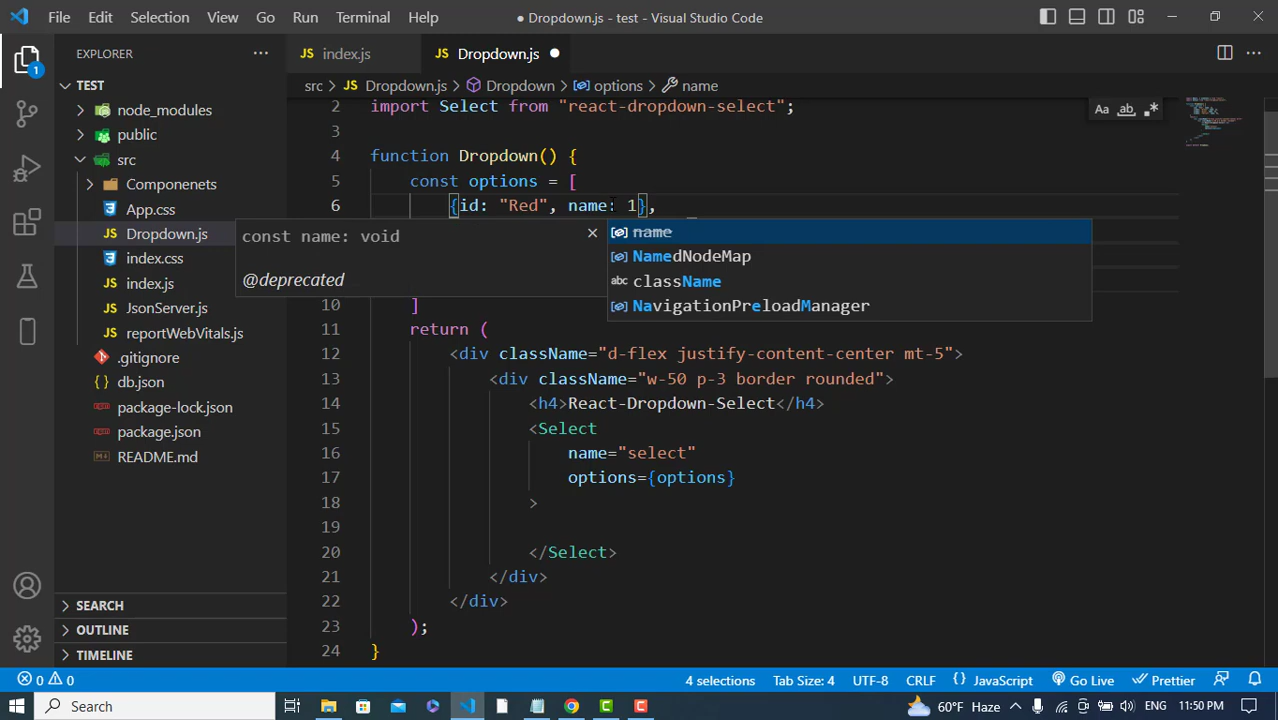 File Edit Selection View Go Run Terminal Help
● Dropdown.js - test - Visual Studio Code
EXPLORER
TEST
node_modules
public
src
Componenets
App.css
Dropdown.js
index.css
index.js
JsonServer.js
reportWebVitals.js
.gitignore
db.json
package-lock.json
package.json
README.md
SEARCH
OUTLINE
TIMELINE
1
JS index.js
JS Dropdown.js ●
src > JS Dropdown.js > Dropdown > options > name
Aa ab
2 import Select from "react-dropdown-select";
3
4 function Dropdown() {
5 const options = [
6 {id: "Red", name: 1},
const name: void
@deprecated
name
NamedNodeMap
abc className
NavigationPreloadManager
10 ]
11 return (
12 <div className="d-flex justify-content-center mt-5">
13 <div className="w-50 p-3 border rounded">
14 <h4>React-Dropdown-Select</h4>
15 <Select
16 name="select"
17 options={options}
18 >
19
20 </Select>
21 </div>
22 </div>
23 );
24 }
0 0 4 selections Tab Size: 4 UTF-8 CRLF {} JavaScript Go Live Prettier
Search 60°F Haze ENG 11:50 PM